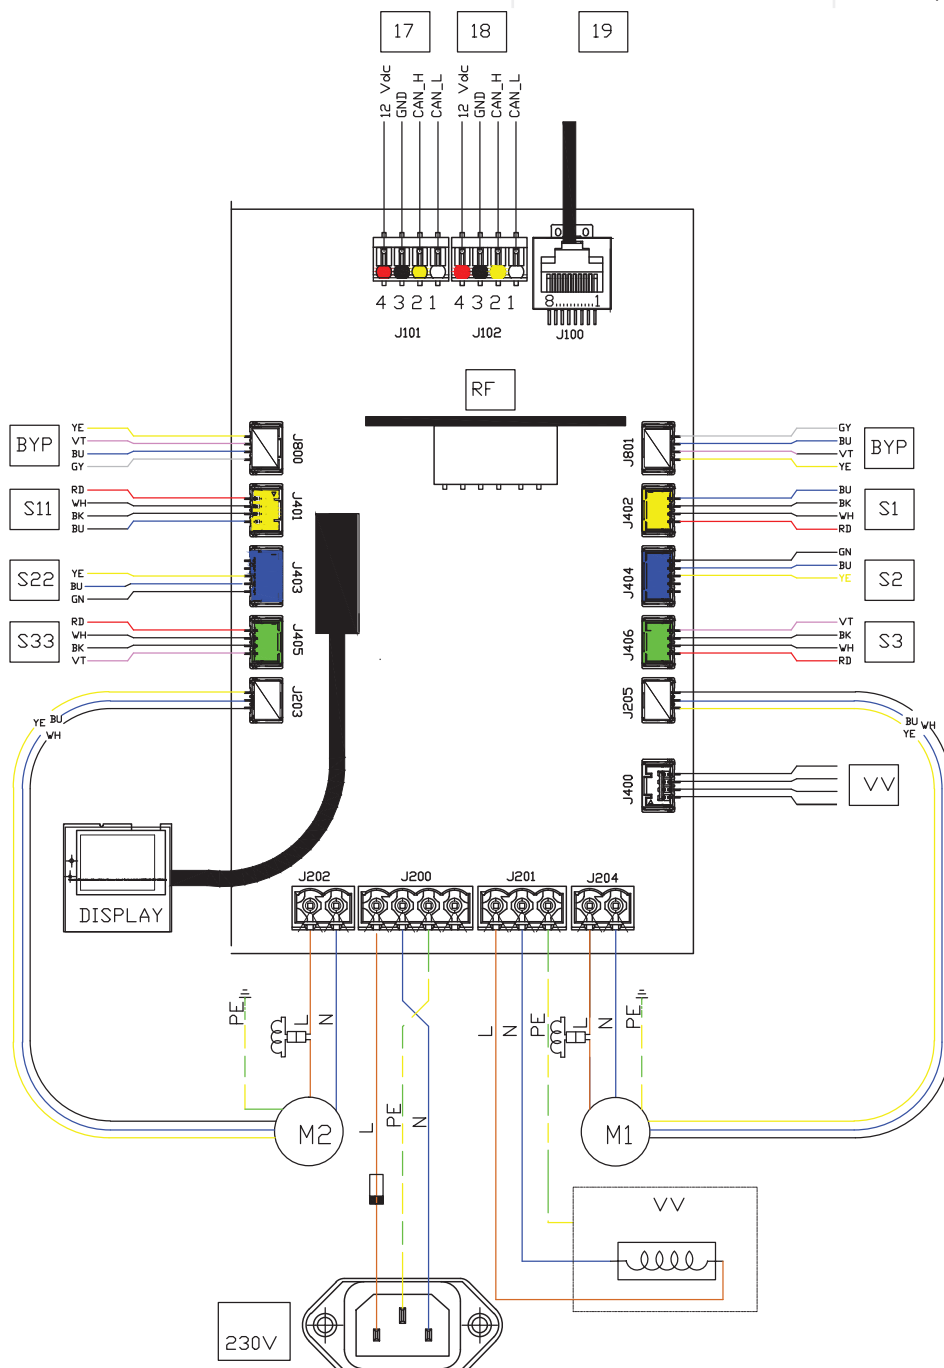 17
18
19
12 Vdc
GND
CAN_H
CAN_L
12 Vdc
GND
CAN_H
CAN_L
4 3 2 1
4 3 2 1
8 1
J101
J102
J100
RF
BYP
YE
VT
BU
GY
J800
J801
GY
BU
VT
YE
BYP
S11
RD
WH
BK
BU
J401
J402
BU
BK
WH
RD
S1
S22
YE
BU
GN
J403
J404
GN
BU
YE
S2
S33
RD
WH
BK
VT
J405
J406
VT
BK
WH
RD
S3
J203
J205
YE BU
WH
BU WH
YE
J400
VV
DISPLAY
J202
J200
J201
J204
PE
L
N
L
N
PE
L
N
PE
L
PE
N
M2
M1
VV
230V